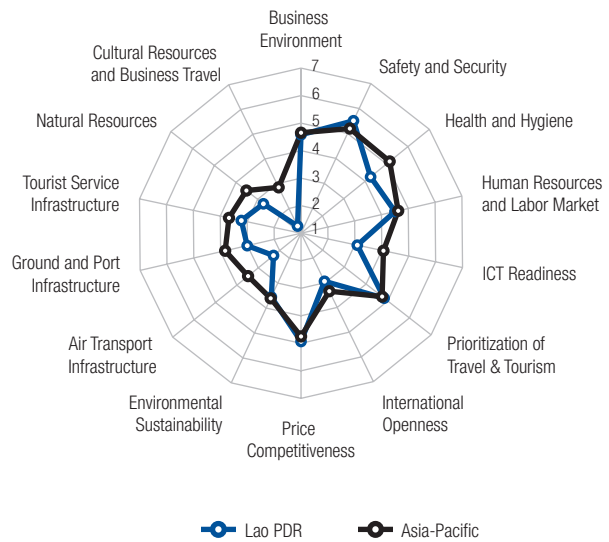 Business
Environment
Safety and Security
Health and Hygiene
Human Resources
and Labor Market
ICT Readiness
Prioritization of
Travel & Tourism
International
Openness
Price
Competitiveness
Environmental
Sustainability
Air Transport
Infrastructure
Ground and Port
Infrastructure
Tourist Service
Infrastructure
Natural Resources
Cultural Resources
and Business Travel
7
6
5
4
3
2
1
Lao PDR
Asia-Pacific